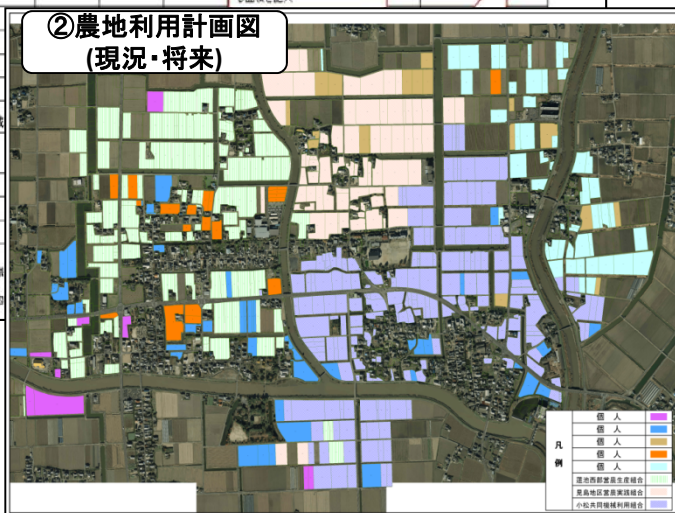 ②農地利用計画図
(現況・将来)
凡
例
個 人
個 人
個 人
個 人
個 人
蓮池西部営農生産組合
見島地区営農実践組合
小松共同機械利用組合